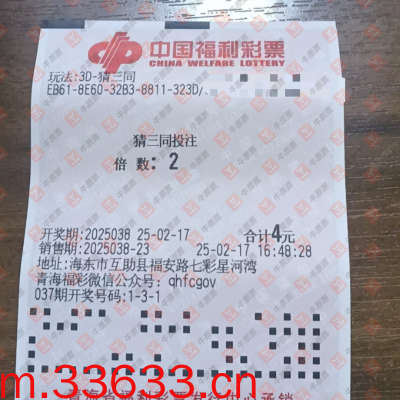 中国福利彩票
CHINA WELFARE LOTTERY
玩法:3D-猜三同
EB61-8E60-32B3-8811-323D/
猜三同投注
倍 数: 2
开奖期:2025038 25-02-17 合计4元
销售期:2025038-23 25-02-17 16:48:28
地址:海东市互助县福安路七彩星河湾
青海福彩微信公众号: qhfcgov
037期开奖号码:1-3-1
m.33633.cn